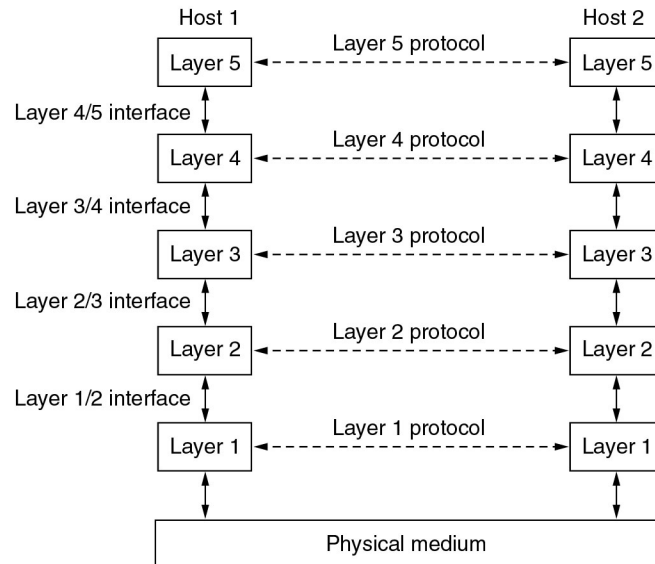 Host 1
Host 2
Layer 5 protocol
Layer 5
Layer 5
Layer 4/5 interface
Layer 4 protocol
Layer 4
Layer 4
Layer 3/4 interface
Layer 3 protocol
Layer 3
Layer 3
Layer 2/3 interface
Layer 2 protocol
Layer 2
Layer 2
Layer 1/2 interface
Layer 1 protocol
Layer 1
Layer 1
Physical medium